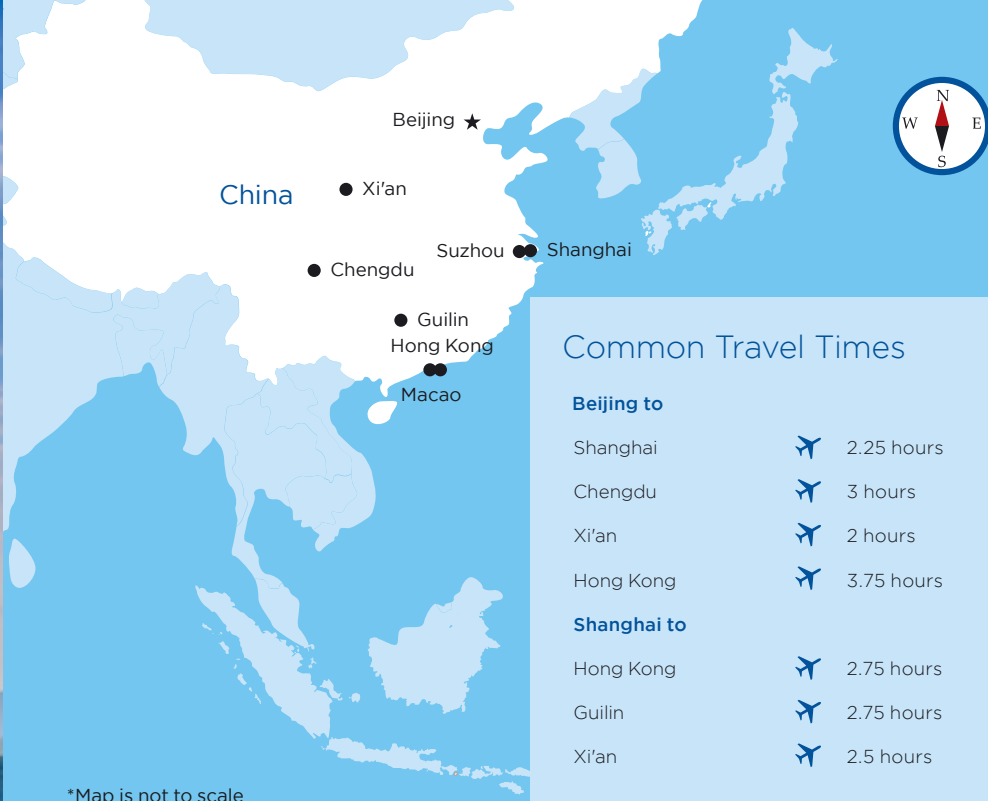 Beijing
China
Xi'an
Suzhou
Shanghai
Chengdu
Guilin
Hong Kong
Macao
N
W E
S
Common Travel Times
Beijing to
Shanghai 2.25 hours
Chengdu 3 hours
Xi'an 2 hours
Hong Kong 3.75 hours
Shanghai to
Hong Kong 2.75 hours
Guilin 2.75 hours
Xi'an 2.5 hours
*Map is not to scale